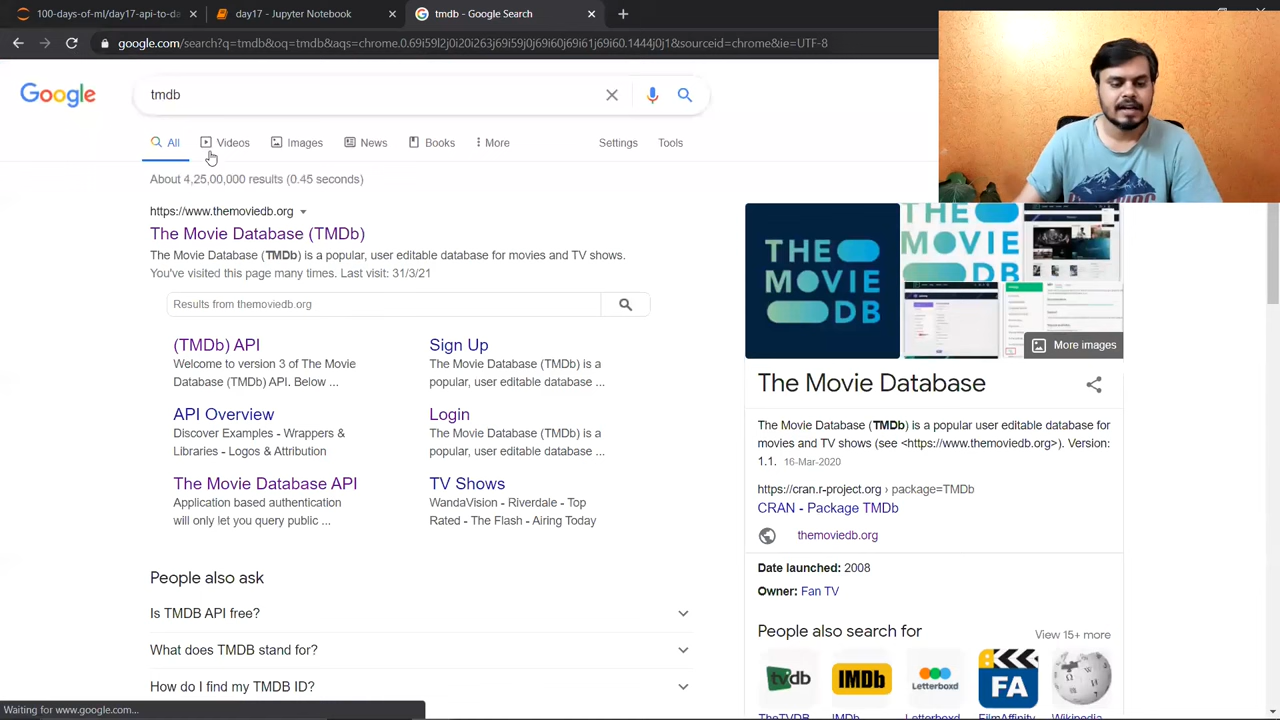 100-days-of-ml/day17-api-to-de
day17 - Jupyter Notebook
tmdb - Google Search
google.com/search?q=tmdb&oq=tmdb&aqs=chrome.
sourceid=chrome&ie=UTF-8
Google
tmdb
All
Videos
Images
News
Books
More
Settings
Tools
About 4,25,00,000 results (0.45 seconds)
https://www.themoviedb.org
The Movie Database (TMDb)
The Movie Database (TMDb) is a popular, user editable database for movies and TV shows
You've visited this page many times. Last visit: 31/3/21
Results from themoviedb.org
(TMDb) API
Welcome to version 3 of The Movie
Database (TMDb) API. Below ...
Sign Up
The Movie Database (TMDb) is a
popular, user editable database ...
API Overview
Discover Examples - Wrappers &
Libraries - Logos & Attribution
Login
The Movie Database (TMDb) is a
popular, user editable database ...
The Movie Database API
Application based authentication
will only let you query public ...
TV Shows
WandaVision - Riverdale - Top
Rated - The Flash - Airing Today
People also ask
Is TMDB API free?
What does TMDB stand for?
How do I find my TMDB ID?
Waiting for www.google.com...
THE
MOVIE
DB
THE
MOVIE
DB
More images
The Movie Database
The Movie Database (TMDb) is a popular user editable database for
movies and TV shows (see <https://www.themoviedb.org>). Version:
1.1. 16-Mar-2020
https://cran.r-project.org › package=TMDb
CRAN - Package TMDb
themoviedb.org
Date launched: 2008
Owner: Fan TV
People also search for
View 15+ more
tvdb
IMDb
Letterboxd
FA
TheTVDB
IMDb
Letterboxd
FilmAffinity
Wikipedia